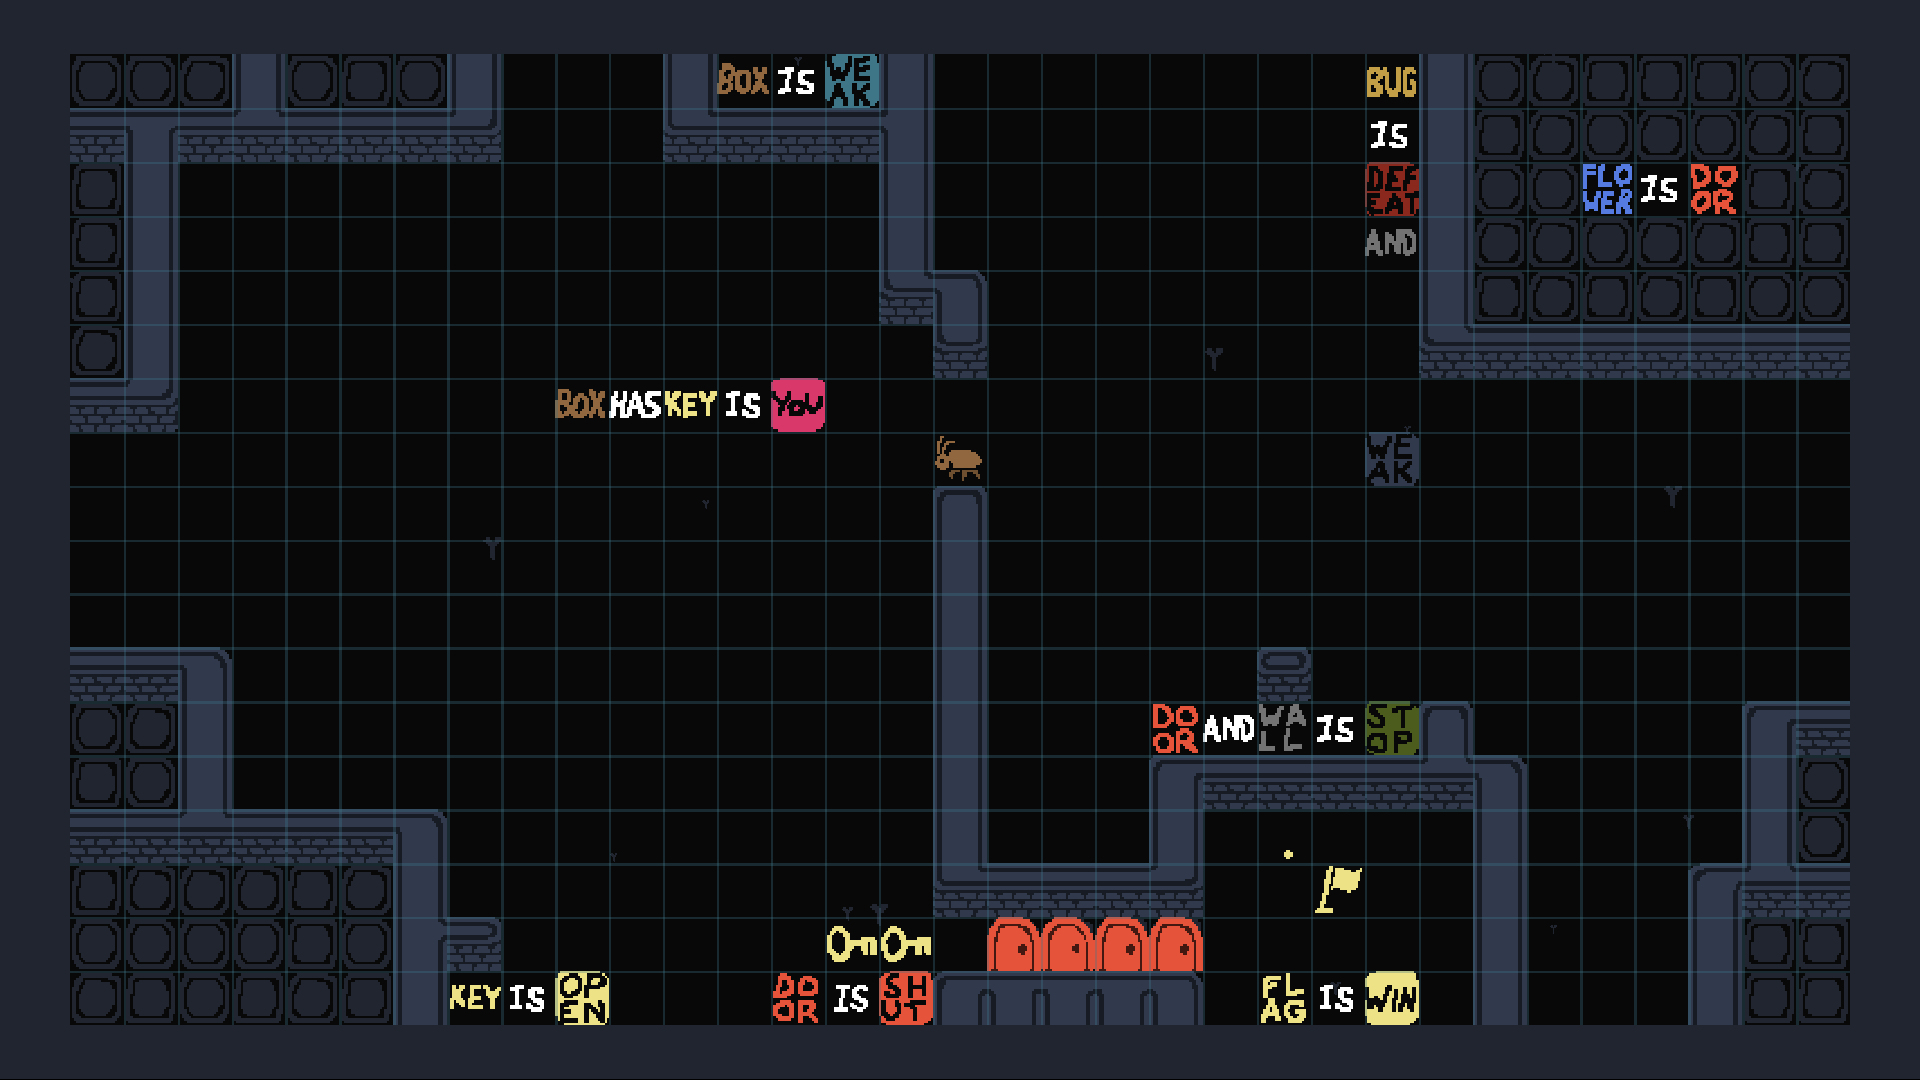 BOX IS WEAK
BUG
IS
DEFEAT
AND
FLOWER IS DOOR
BOX HAS KEY IS YOU
WEAK
DOOR AND WALL IS STOP
KEY IS OPEN
DOOR IS SHUT
FLAG IS WIN